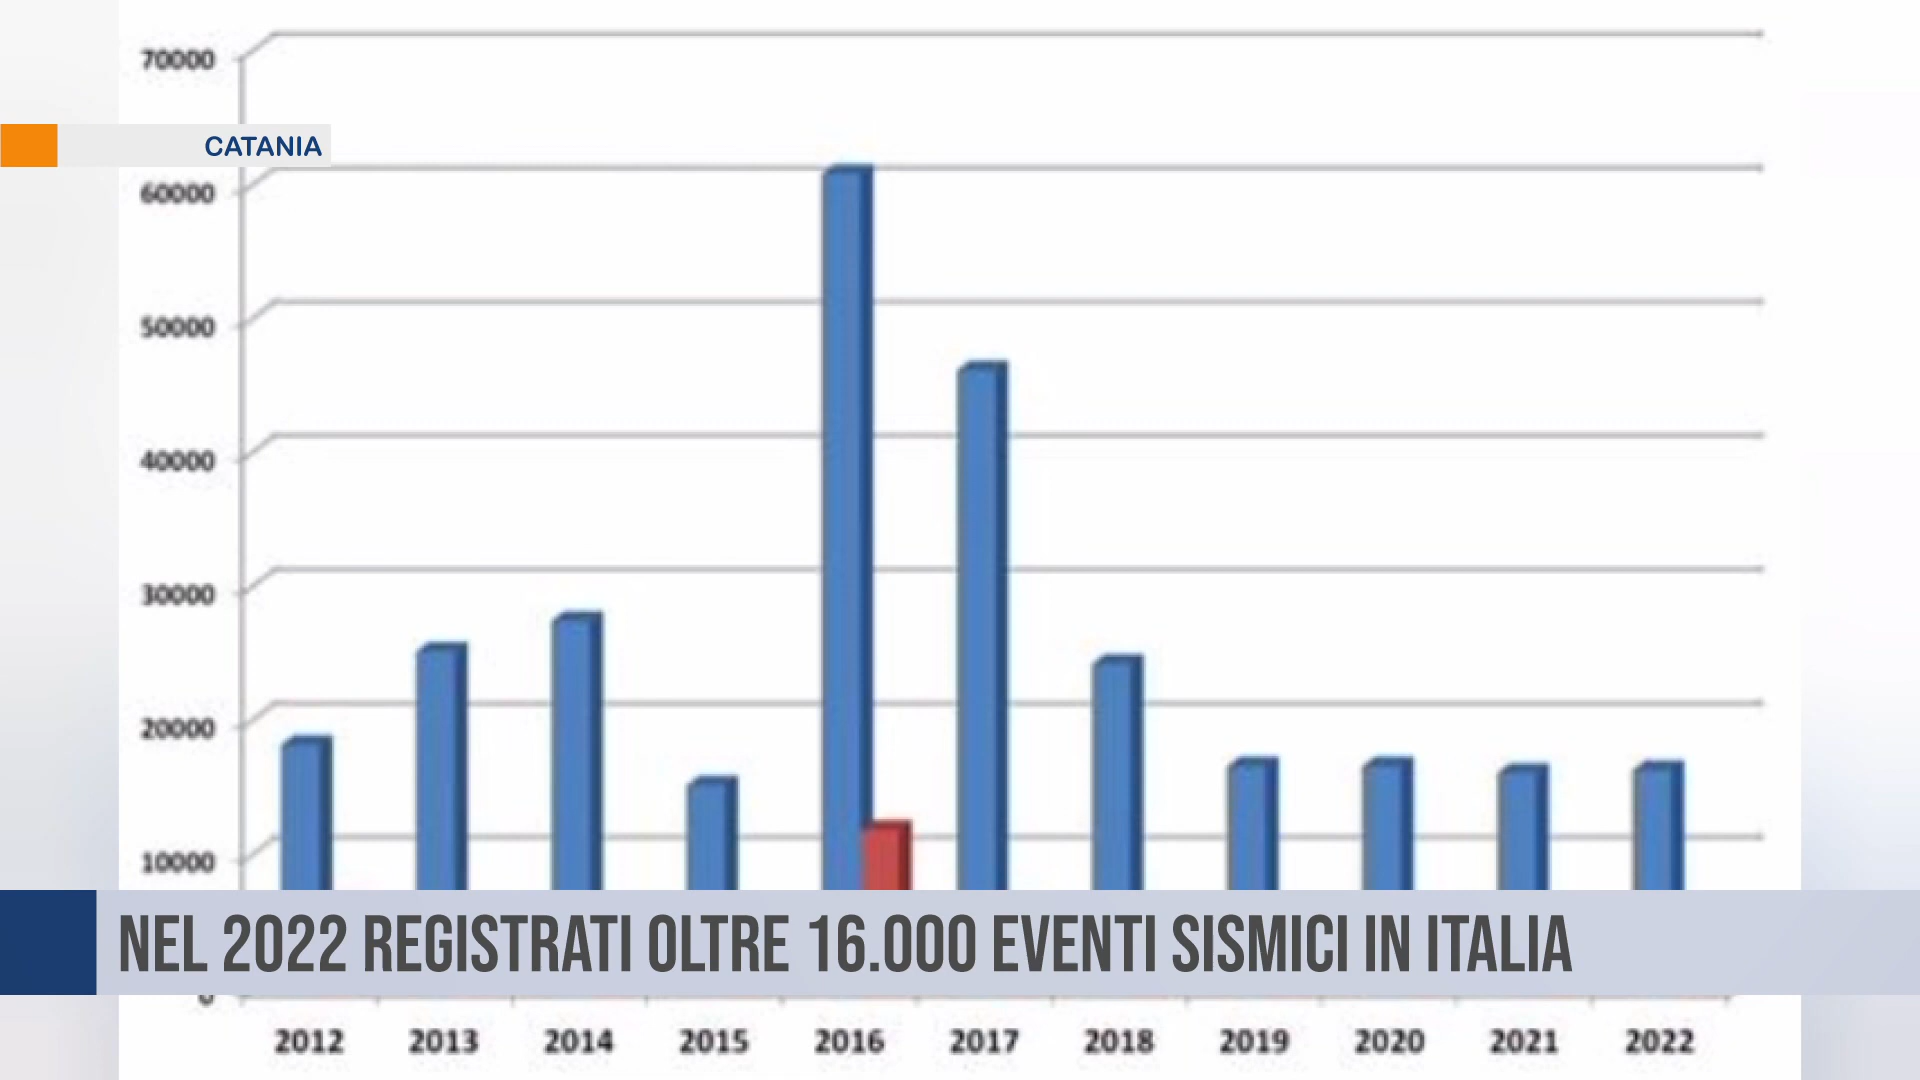 70000
CATANIA
60000
50000
40000
30000
20000
10000
NEL 2022 REGISTRATI OLTRE 16.000 EVENTI SISMICI IN ITALIA
0
2012 2013 2014 2015 2016 2017 2018 2019 2020 2021 2022